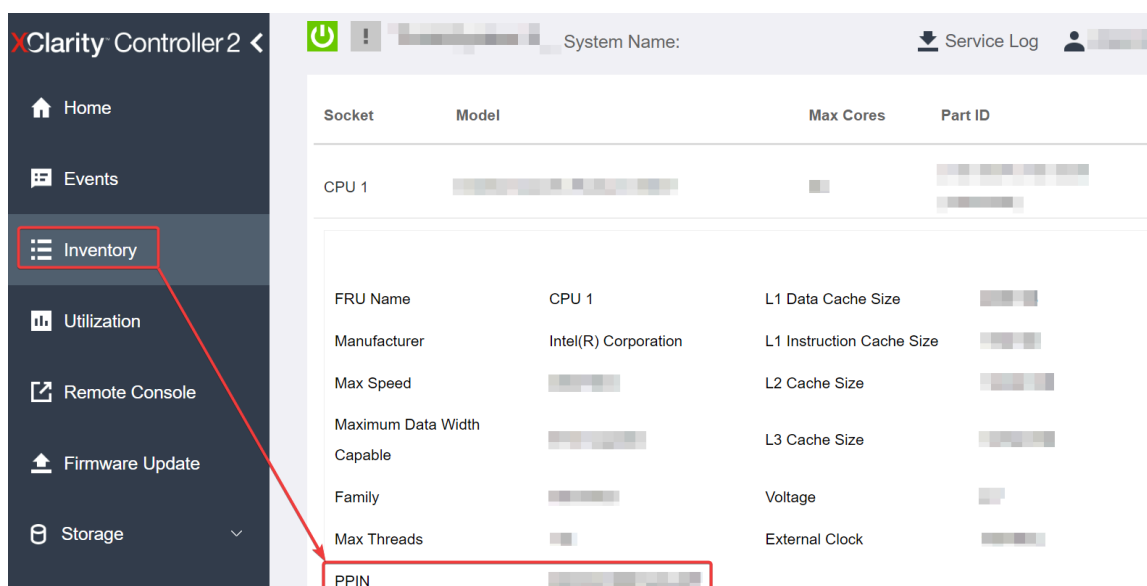 XClarity Controller 2
System Name:
Service Log
Home
Events
Inventory
Utilization
Remote Console
Firmware Update
Storage
Socket Model Max Cores Part ID
CPU 1
FRU Name CPU 1 L1 Data Cache Size
Manufacturer Intel(R) Corporation L1 Instruction Cache Size
Max Speed L2 Cache Size
Maximum Data Width
Capable
L3 Cache Size
Family Voltage
Max Threads External Clock
PPIN